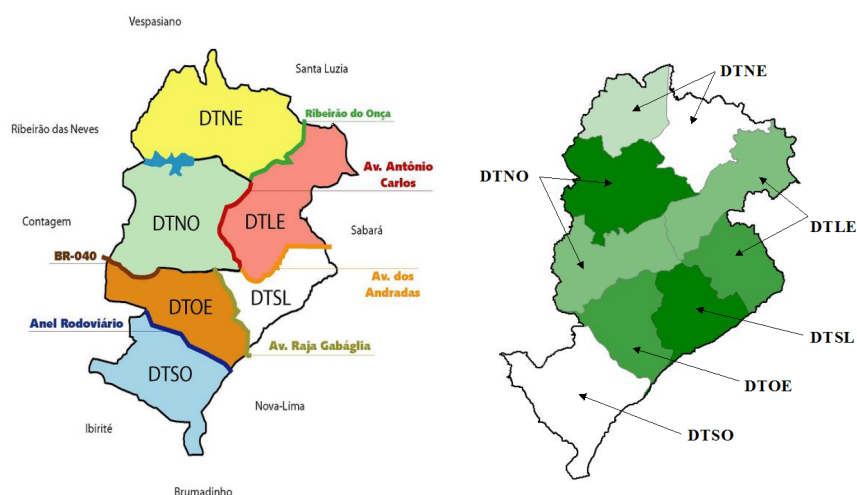 Vespasiano
Santa Luzia
DTNE
Ribeirão do Onça
Ribeirão das Neves
Av. Antônio
Carlos
DTNO
DTLE
Contagem
Sabará
BR-040
Av. dos
Andradas
DTOE
DTSL
Anel Rodoviário
Av. Raja Gabáglia
DTSO
Nova-Lima
Ibirité
Brumadinho
DTNE
DTNO
DTLE
DTSL
DTOE
DTSO